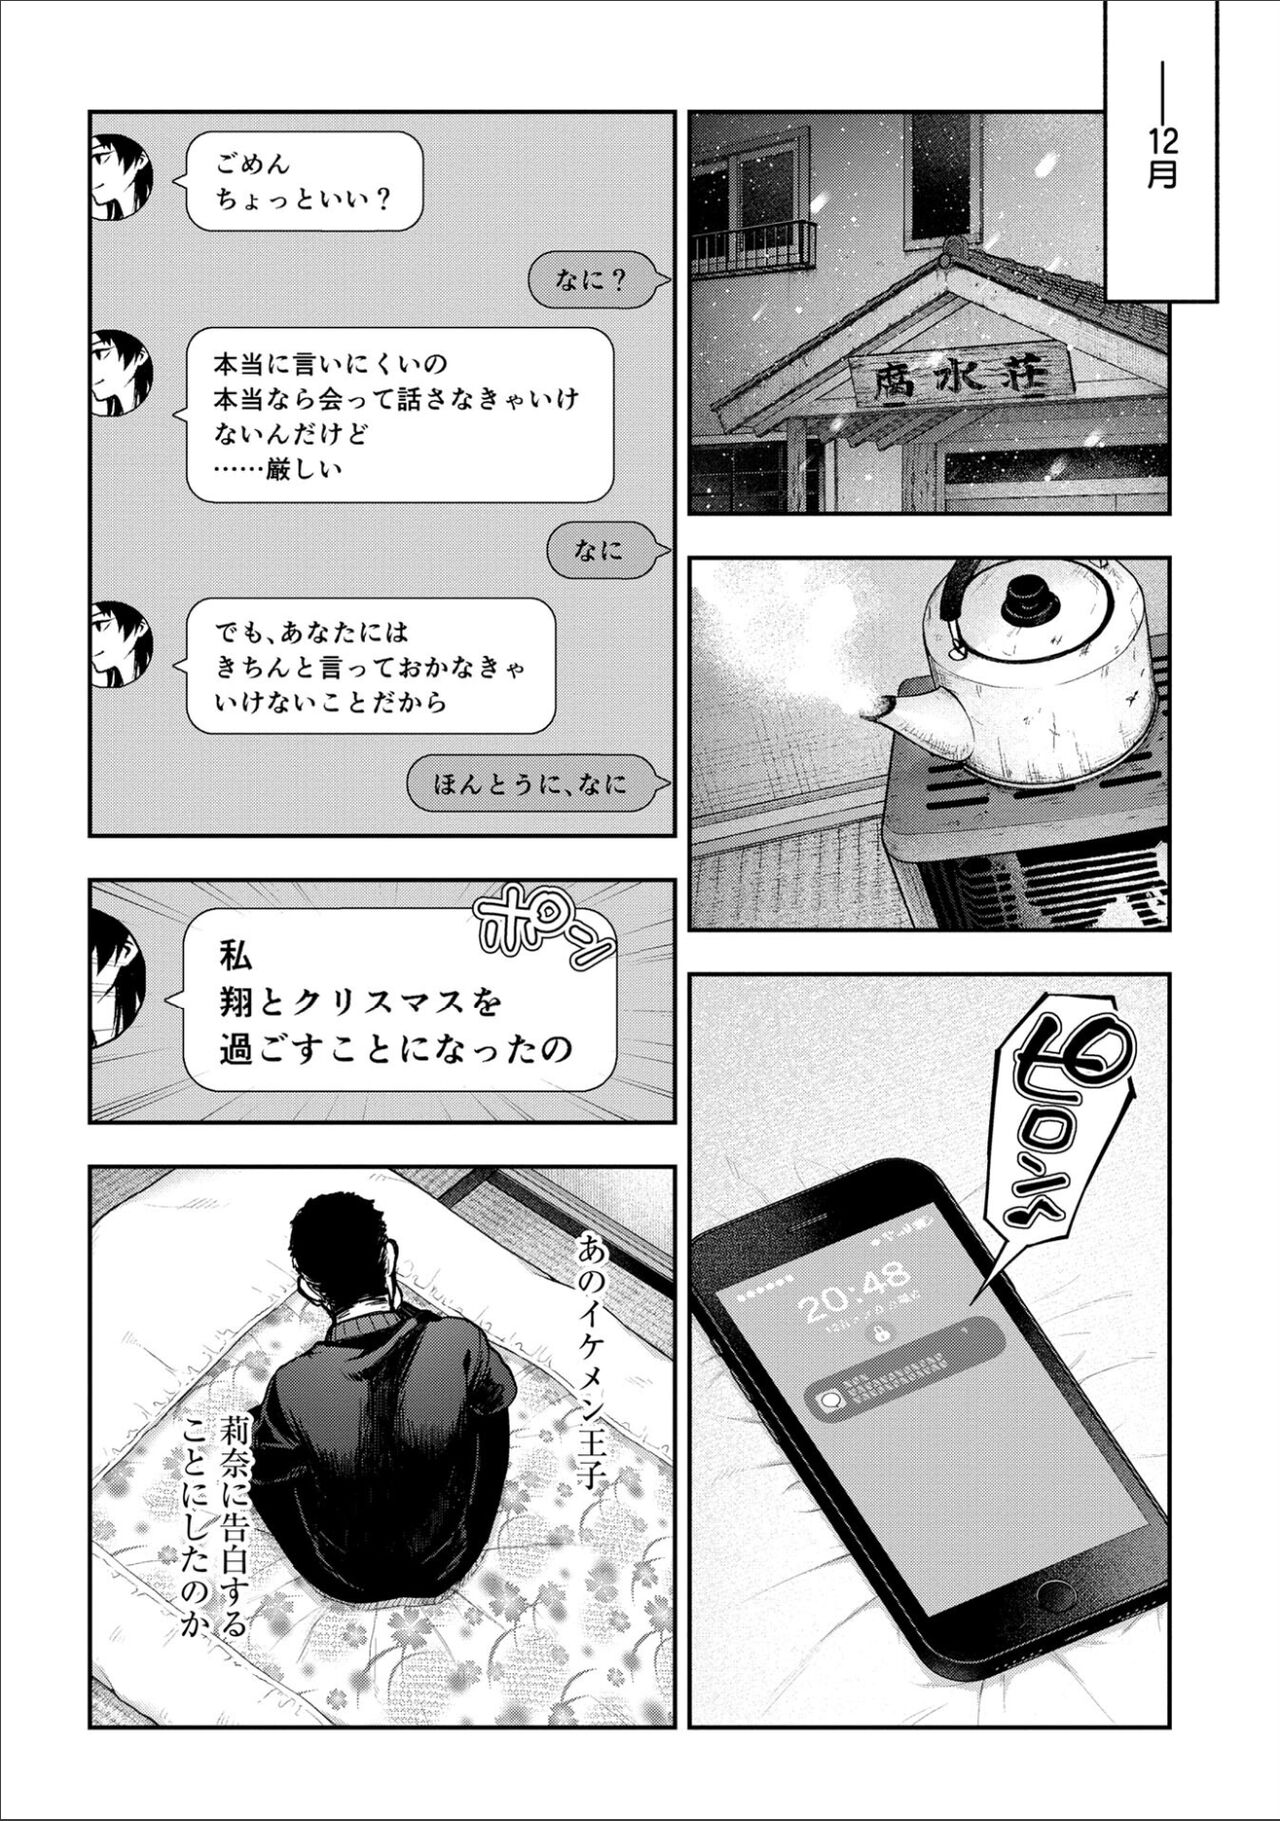 ――12月
腐水荘
ピロンッ
20:48
ごめん
ちょっといい？
なに？
本当に言いにくいの
本当なら会って話さなきゃいけ
ないんだけど
……厳しい
なに
でも、あなたには
きちんと言っておかなきゃ
いけないことだから
ほんとうに、なに
ポン
私
翔とクリスマスを
過ごすことになったの
あのイケメン王子
莉奈に告白する
ことにしたのか